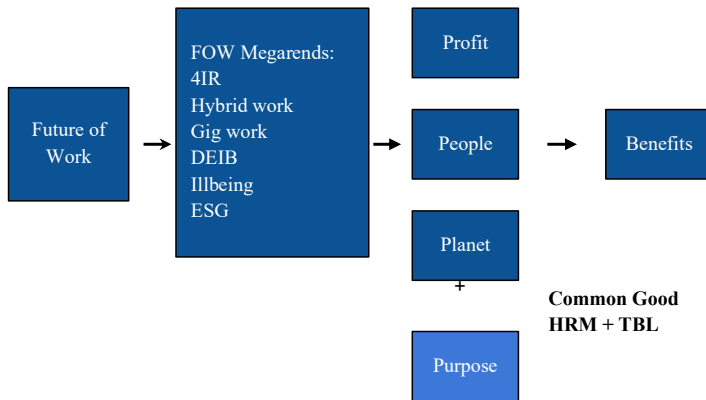 Future of
Work
FOW Megarends:
4IR
Hybrid work
Gig work
DEIB
Illbeing
ESG
Profit
People
Planet
+
Purpose
Benefits
Common Good
HRM + TBL